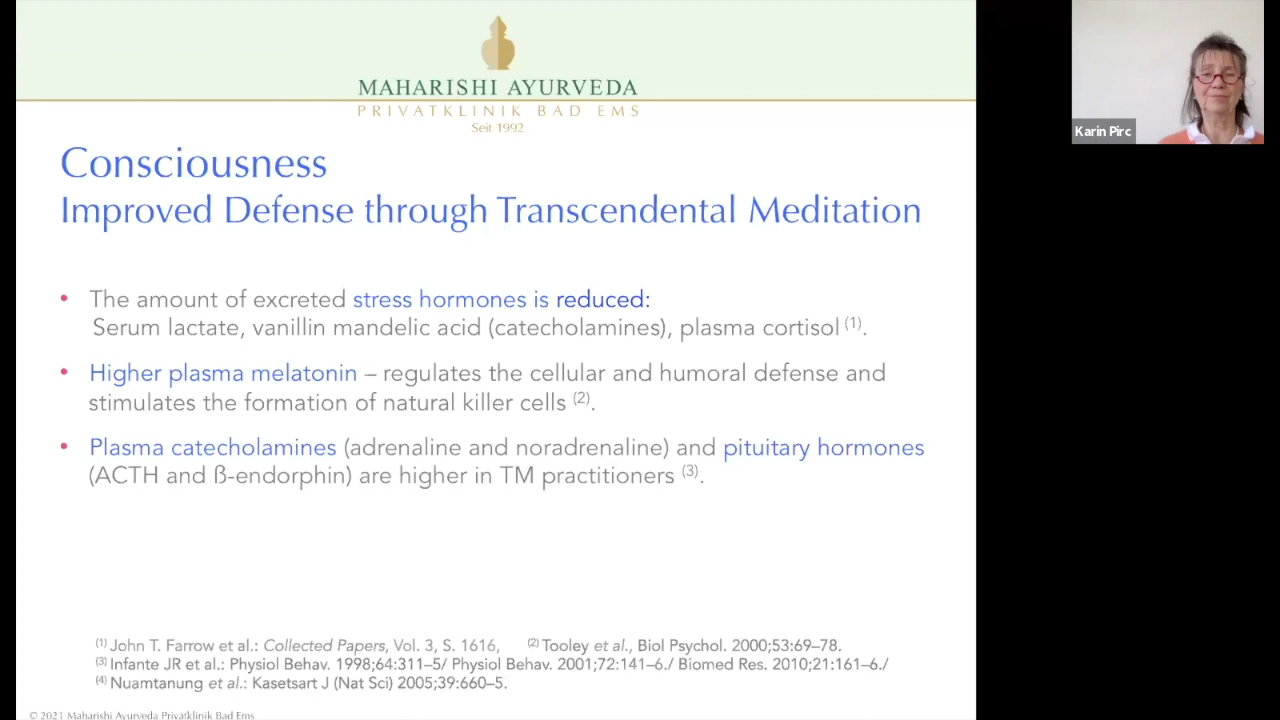 MAHARISHI AYURVEDA
PRIVATKLINIK BAD EMS
Seit 1992
Karin Pirc
Consciousness
Improved Defense through Transcendental Meditation
• The amount of excreted stress hormones is reduced:
Serum lactate, vanillin mandelic acid (catecholamines), plasma cortisol (1).
• Higher plasma melatonin – regulates the cellular and humoral defense and
stimulates the formation of natural killer cells (2).
• Plasma catecholamines (adrenaline and noradrenaline) and pituitary hormones
(ACTH and ß-endorphin) are higher in TM practitioners (3).
(1) John T. Farrow et al.: Collected Papers, Vol. 3, S. 1616, (2) Tooley et al., Biol Psychol. 2000;53:69–78.
(3) Infante JR et al.: Physiol Behav. 1998;64:311–5/ Physiol Behav. 2001;72:141–6./ Biomed Res. 2010;21:161–6./
(4) Nuamtanung et al.: Kasetsart J (Nat Sci) 2005;39:660–5.
© 2021 Maharishi Ayurveda Privatklinik Bad Ems